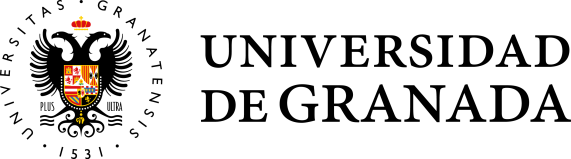 UNIVERSITAS · GRANATENSIS · 1531 ·
PLUS ULTRA
UNIVERSIDAD
DE GRANADA